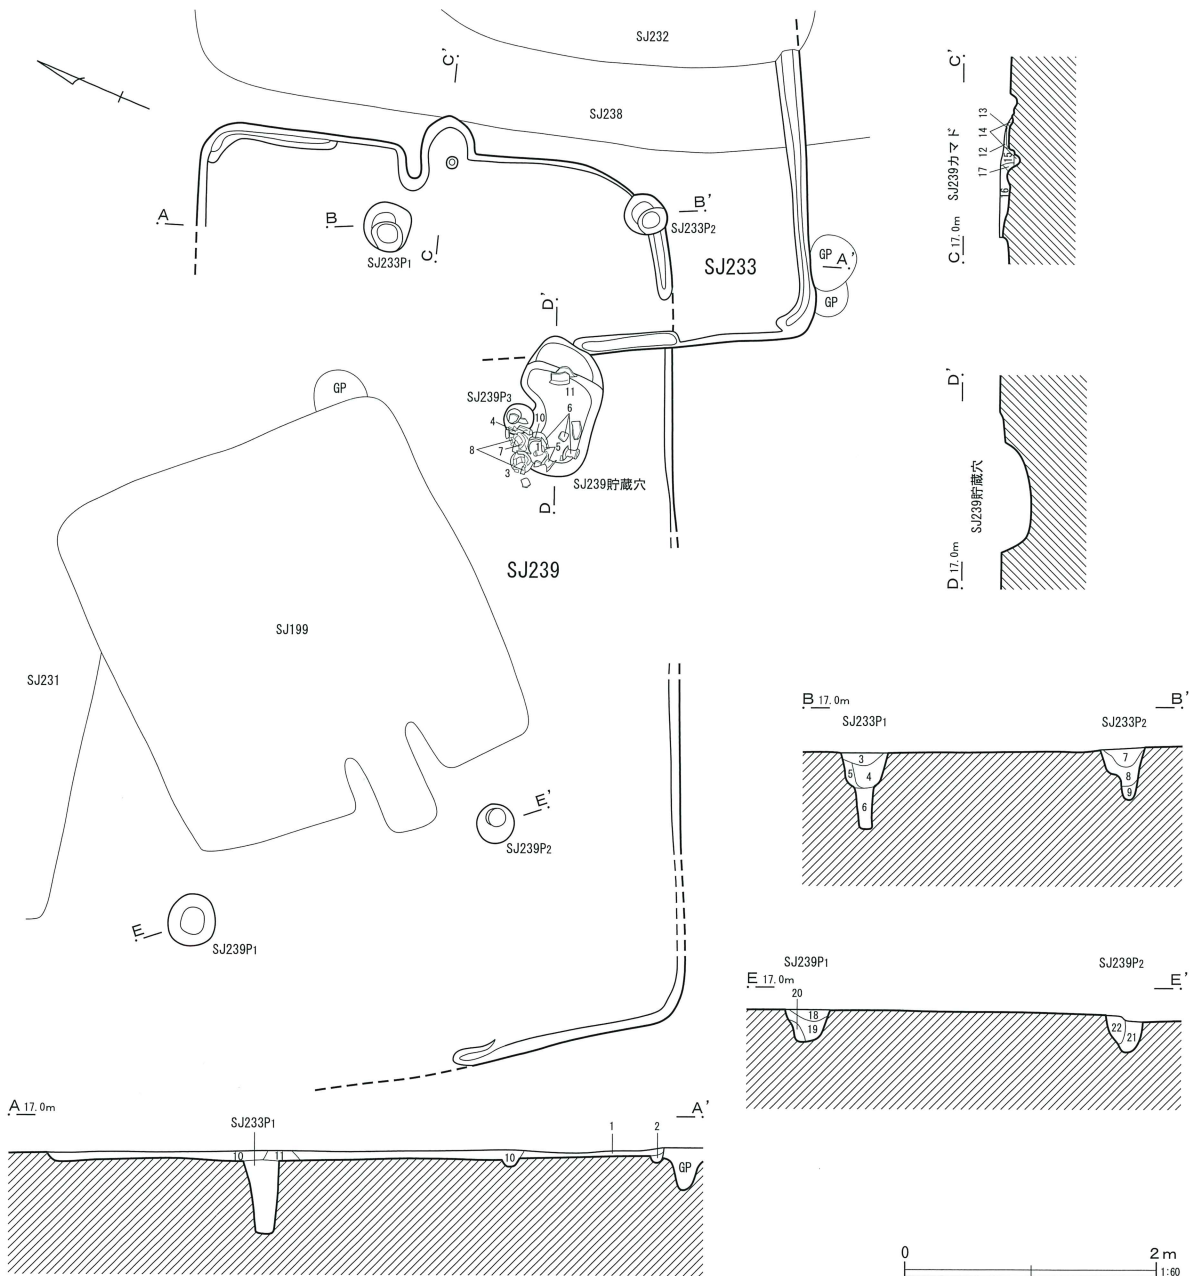 SJ232
C'
C'
SJ238
13
14
12
15
17
16
SJ239カマド
C 17.0m
A
B
B'
SJ233P1
C
SJ233P2
SJ233
GP
A'
GP
D'
D'
GP
SJ239P3
11
6
4
10
8
7
1
5
3
SJ239貯蔵穴
D
SJ239貯蔵穴
D 17.0m
SJ239
SJ199
SJ231
B 17.0m
B'
SJ233P1
SJ233P2
3
7
5
4
8
9
6
E'
SJ239P2
E
SJ239P1
SJ239P1
SJ239P2
E 17.0m
E'
20
18
19
22
21
A 17.0m
SJ233P1
A'
1
2
10
11
10
GP
0
2m
1:60